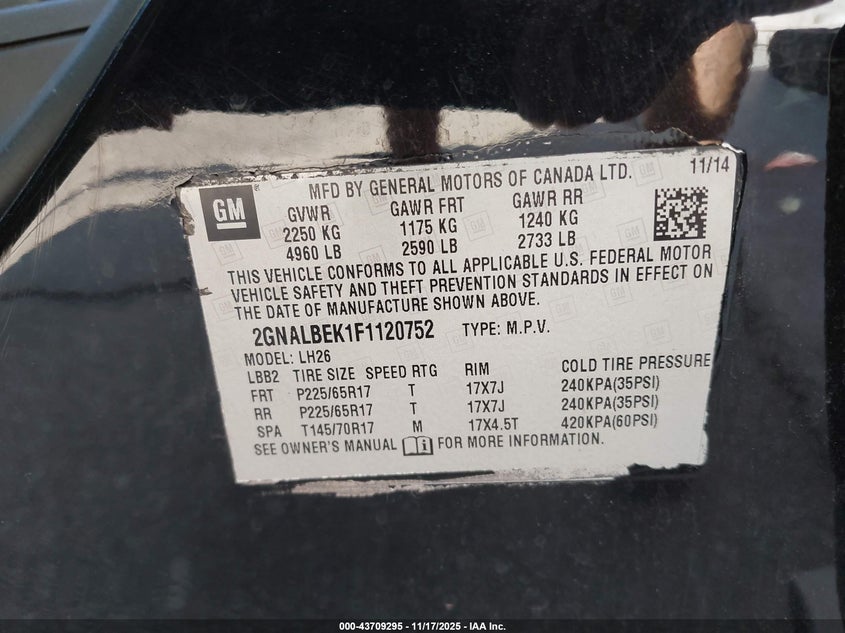 MFD BY GENERAL MOTORS OF CANADA LTD. 11/14
GM
GVWR GAWR FRT GAWR RR
2250 KG 1175 KG 1240 KG
4960 LB 2590 LB 2733 LB
THIS VEHICLE CONFORMS TO ALL APPLICABLE U.S. FEDERAL MOTOR
VEHICLE SAFETY AND THEFT PREVENTION STANDARDS IN EFFECT ON
THE DATE OF MANUFACTURE SHOWN ABOVE.
2GNALBEK1F1120752 TYPE: M.P.V.
MODEL: LH26
LBB2 TIRE SIZE SPEED RTG RIM COLD TIRE PRESSURE
FRT P225/65R17 T 17X7J 240KPA(35PSI)
RR P225/65R17 T 17X7J 240KPA(35PSI)
SPA T145/70R17 M 17X4.5T 420KPA(60PSI)
SEE OWNER'S MANUAL FOR MORE INFORMATION.
000-43709295 - 11/17/2025 - IAA Inc.